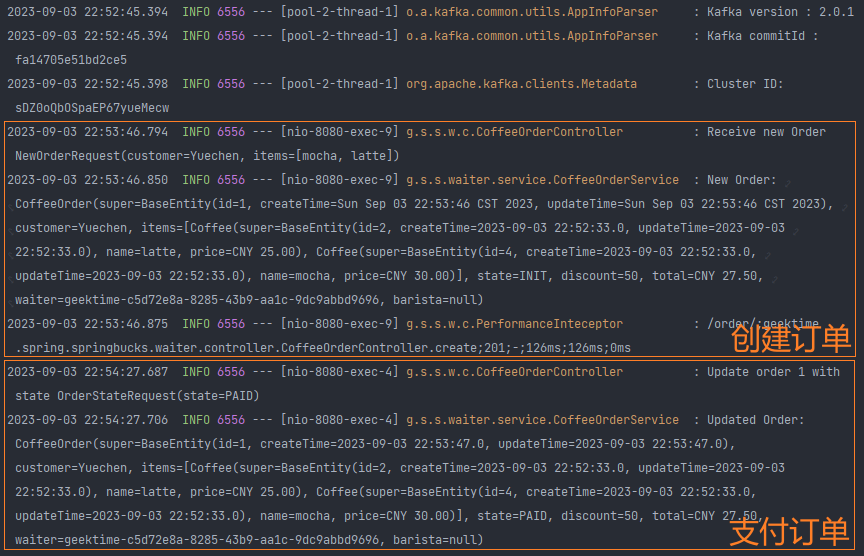 2023-09-03 22:52:45.394  INFO 6556 --- [pool-2-thread-1] o.a.kafka.common.utils.AppInfoParser     : Kafka version : 2.0.1
2023-09-03 22:52:45.394  INFO 6556 --- [pool-2-thread-1] o.a.kafka.common.utils.AppInfoParser     : Kafka commitId :
fa14705e51bd2ce5
2023-09-03 22:52:45.398  INFO 6556 --- [pool-2-thread-1] org.apache.kafka.clients.Metadata        : Cluster ID:
sDZ0oQbOSpaEP67yueMecw
2023-09-03 22:53:46.794  INFO 6556 --- [nio-8080-exec-9] g.s.s.w.c.CoffeeOrderController          : Receive new Order
NewOrderRequest(customer=Yuechen, items=[mocha, latte])
2023-09-03 22:53:46.850  INFO 6556 --- [nio-8080-exec-9] g.s.s.waiter.service.CoffeeOrderService  : New Order:
CoffeeOrder(super=BaseEntity(id=1, createTime=Sun Sep 03 22:53:46 CST 2023, updateTime=Sun Sep 03 22:53:46 CST 2023),
customer=Yuechen, items=[Coffee(super=BaseEntity(id=2, createTime=2023-09-03 22:52:33.0, updateTime=2023-09-03
22:52:33.0), name=latte, price=CNY 25.00), Coffee(super=BaseEntity(id=4, createTime=2023-09-03 22:52:33.0,
updateTime=2023-09-03 22:52:33.0), name=mocha, price=CNY 30.00)], state=INIT, discount=50, total=CNY 27.50,
waiter=geektime-c5d72e8a-8285-43b9-aa1c-9dc9abbd9696, barista=null)
2023-09-03 22:53:46.875  INFO 6556 --- [nio-8080-exec-9] g.s.s.w.c.PerformanceInteceptor          : /order/;geektime
.spring.springbucks.waiter.controller.CoffeeOrderController.create;201;-;126ms;126ms;0ms
创建订单
2023-09-03 22:54:27.687  INFO 6556 --- [nio-8080-exec-4] g.s.s.w.c.CoffeeOrderController          : Update order 1 with
state OrderStateRequest(state=PAID)
2023-09-03 22:54:27.706  INFO 6556 --- [nio-8080-exec-4] g.s.s.waiter.service.CoffeeOrderService  : Updated Order:
CoffeeOrder(super=BaseEntity(id=1, createTime=2023-09-03 22:53:47.0, updateTime=2023-09-03 22:53:47.0),
customer=Yuechen, items=[Coffee(super=BaseEntity(id=2, createTime=2023-09-03 22:52:33.0, updateTime=2023-09-03
22:52:33.0), name=latte, price=CNY 25.00), Coffee(super=BaseEntity(id=4, createTime=2023-09-03 22:52:33.0,
updateTime=2023-09-03 22:52:33.0), name=mocha, price=CNY 30.00)], state=PAID, discount=50, total=CNY 27.50,
waiter=geektime-c5d72e8a-8285-43b9-aa1c-9dc9abbd9696, barista=null)
支付订单